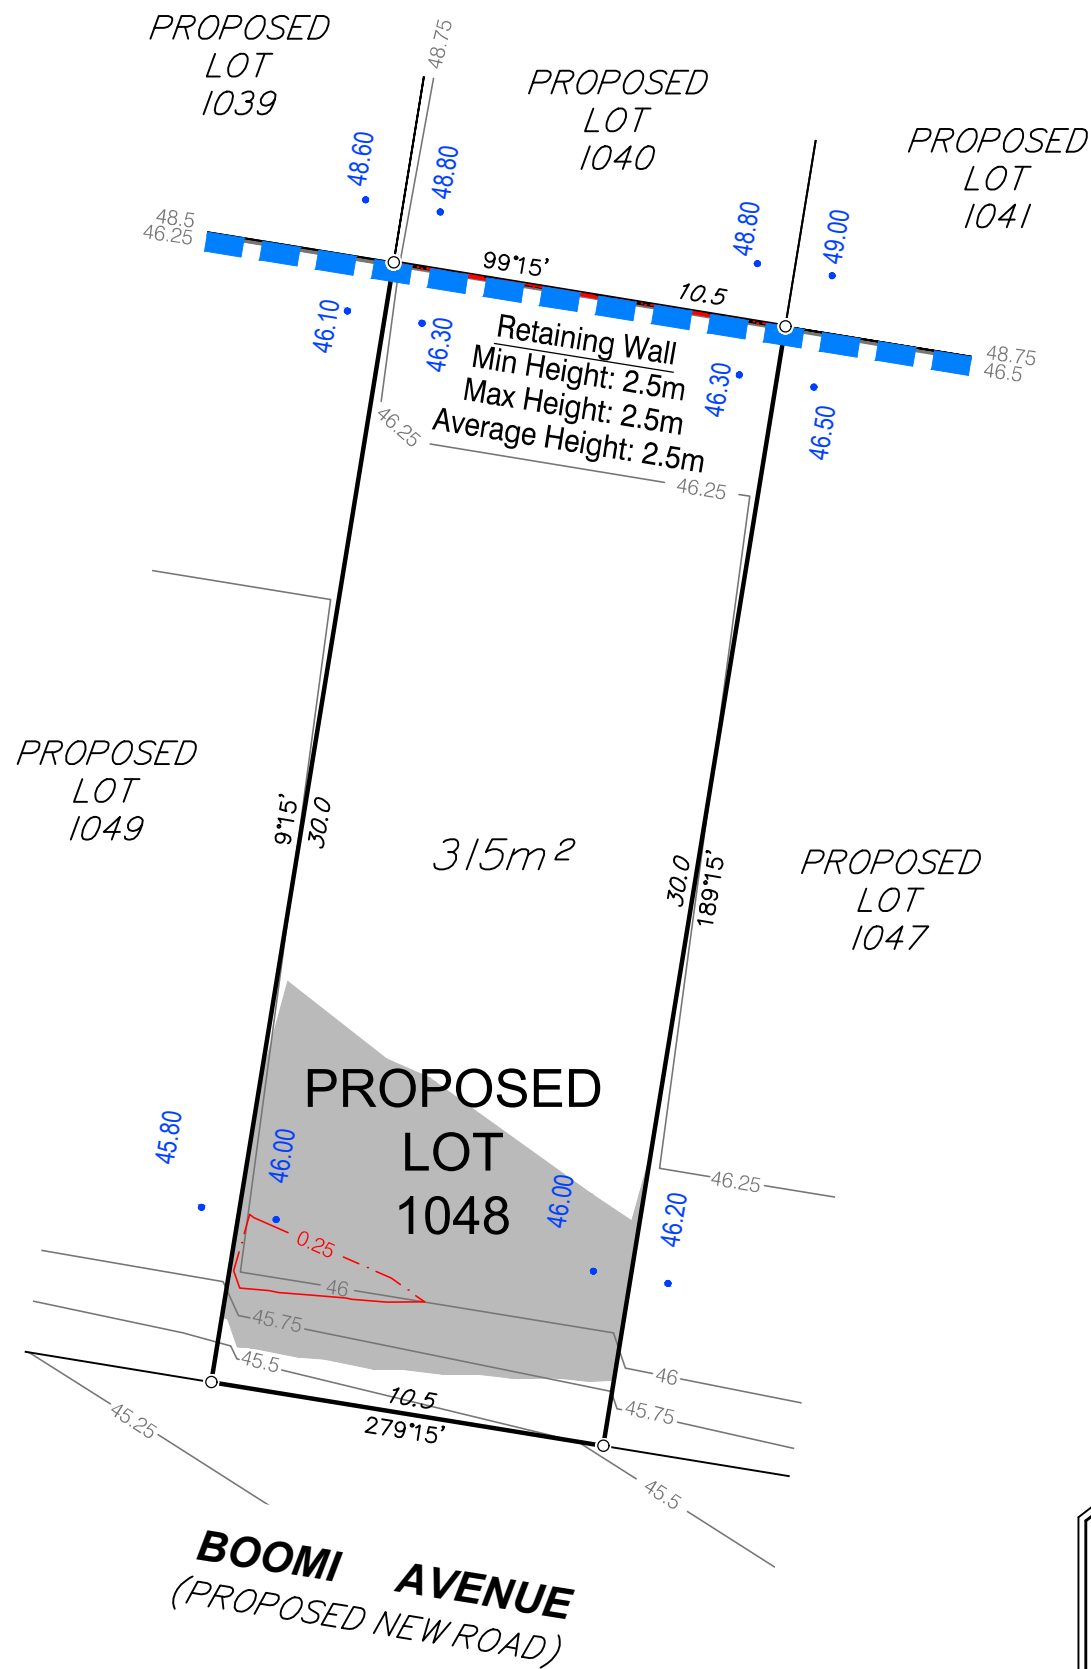 PROPOSED
LOT
1039
48.75
PROPOSED
LOT
1040
PROPOSED
LOT
1041
48.60
48.80
48.80
49.00
48.5
46.25
99°15'
10.5
48.75
46.5
46.10
46.30
46.30
46.50
Retaining Wall
Min Height: 2.5m
Max Height: 2.5m
Average Height: 2.5m
46.25
46.25
PROPOSED
LOT
1049
9°15'
30.0
315m²
30.0
189°15'
PROPOSED
LOT
1047
PROPOSED
LOT
1048
45.80
46.00
46.00
46.20
46.25
0.25
46
45.75
45.5
46
45.75
10.5
279°15'
45.25
45.5
BOOMI AVENUE
(PROPOSED NEW ROAD)